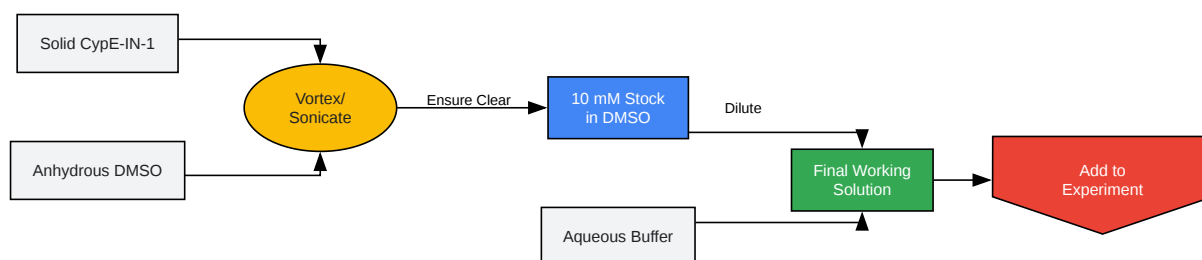 Solid CypE-IN-1
Vortex/
Sonicate
Ensure Clear
10 mM Stock
in DMSO
Dilute
Anhydrous DMSO
Final Working
Solution
Add to
Experiment
Aqueous Buffer